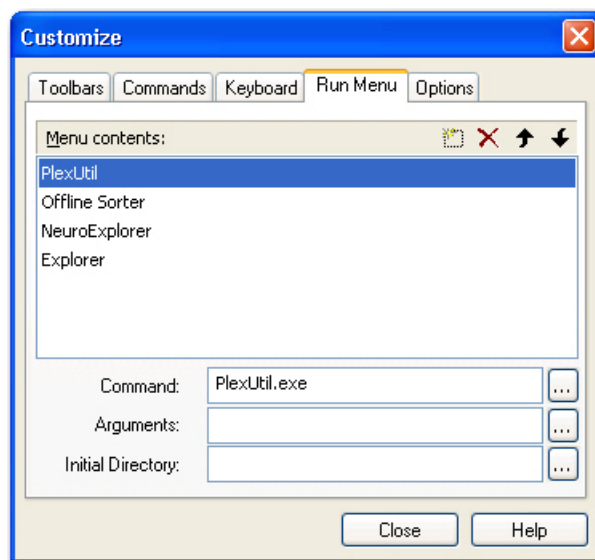 Customize
Toolbars Commands Keyboard Run Menu Options
Menu contents:
PlexUtil
Offline Sorter
NeuroExplorer
Explorer
Command: PlexUtil.exe ...
Arguments: ...
Initial Directory: ...
Close Help